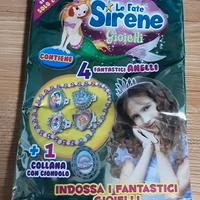 Le Fate
Sirene
Gioielli
CONTIENE
4 FANTASTICI ANELLI
+ 1
COLLANA
CON CIONDOLO
INDOSSA I FANTASTICI
GIOIELLI